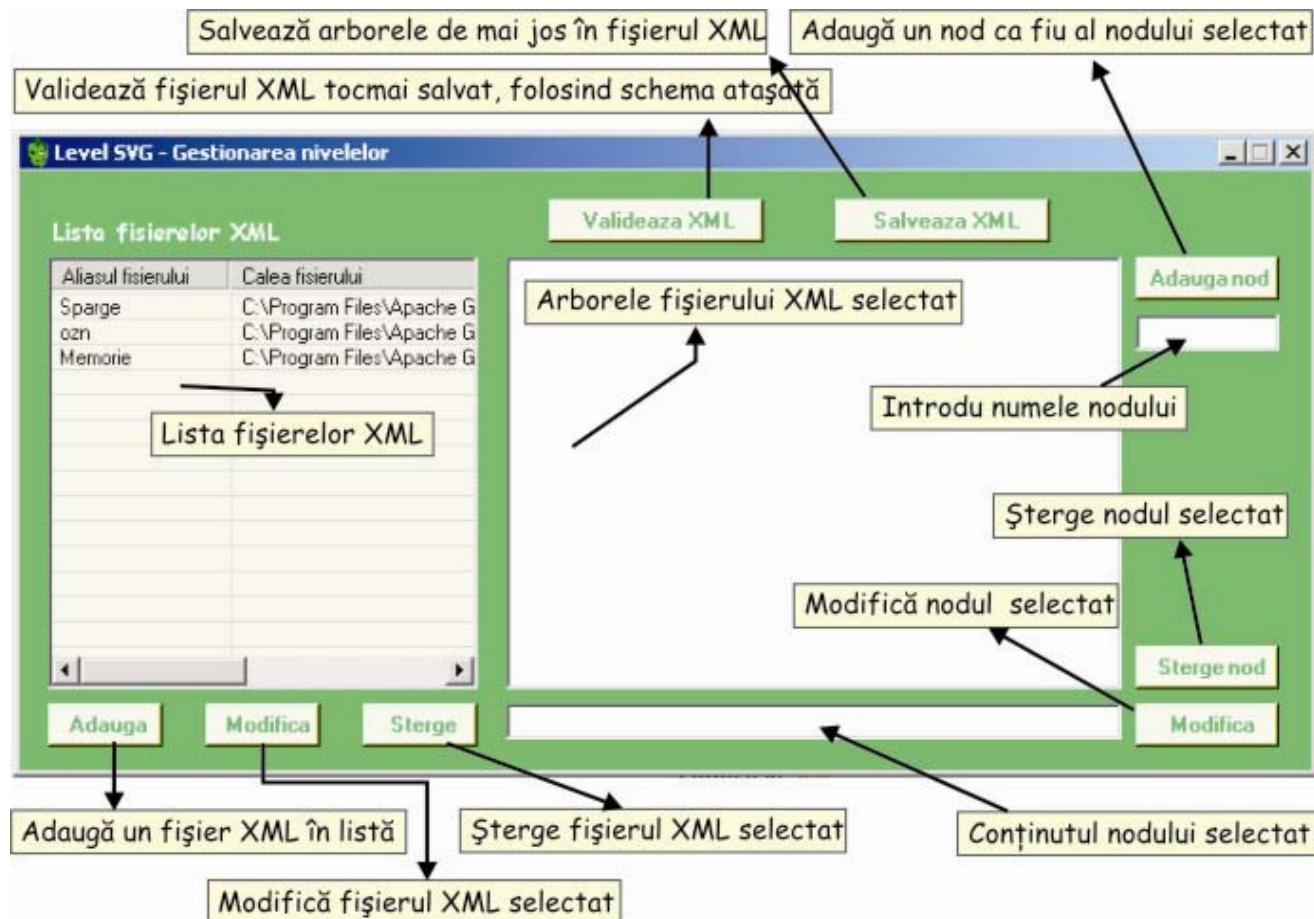 Salvează arborele de mai jos în fişierul XML
Adaugă un nod ca fiu al nodului selectat
Validează fişierul XML tocmai salvat, folosind schema ataşată
Level SVG - Gestionarea nivelelor
Valideaza XML
Salveaza XML
Lista fisierelor XML
Adauga nod
Aliasul fisierului
Calea fisierului
Sparge
C:\Program Files\Apache G
ozn
C:\Program Files\Apache G
Memorie
C:\Program Files\Apache G
Arborele fişierului XML selectat
Introdu numele nodului
Lista fişierelor XML
Şterge nodul selectat
Modifică nodul selectat
Sterge nod
Adauga
Modifica
Sterge
Modifica
Adaugă un fişier XML în listă
Şterge fişierul XML selectat
Conţinutul nodului selectat
Modifică fişierul XML selectat